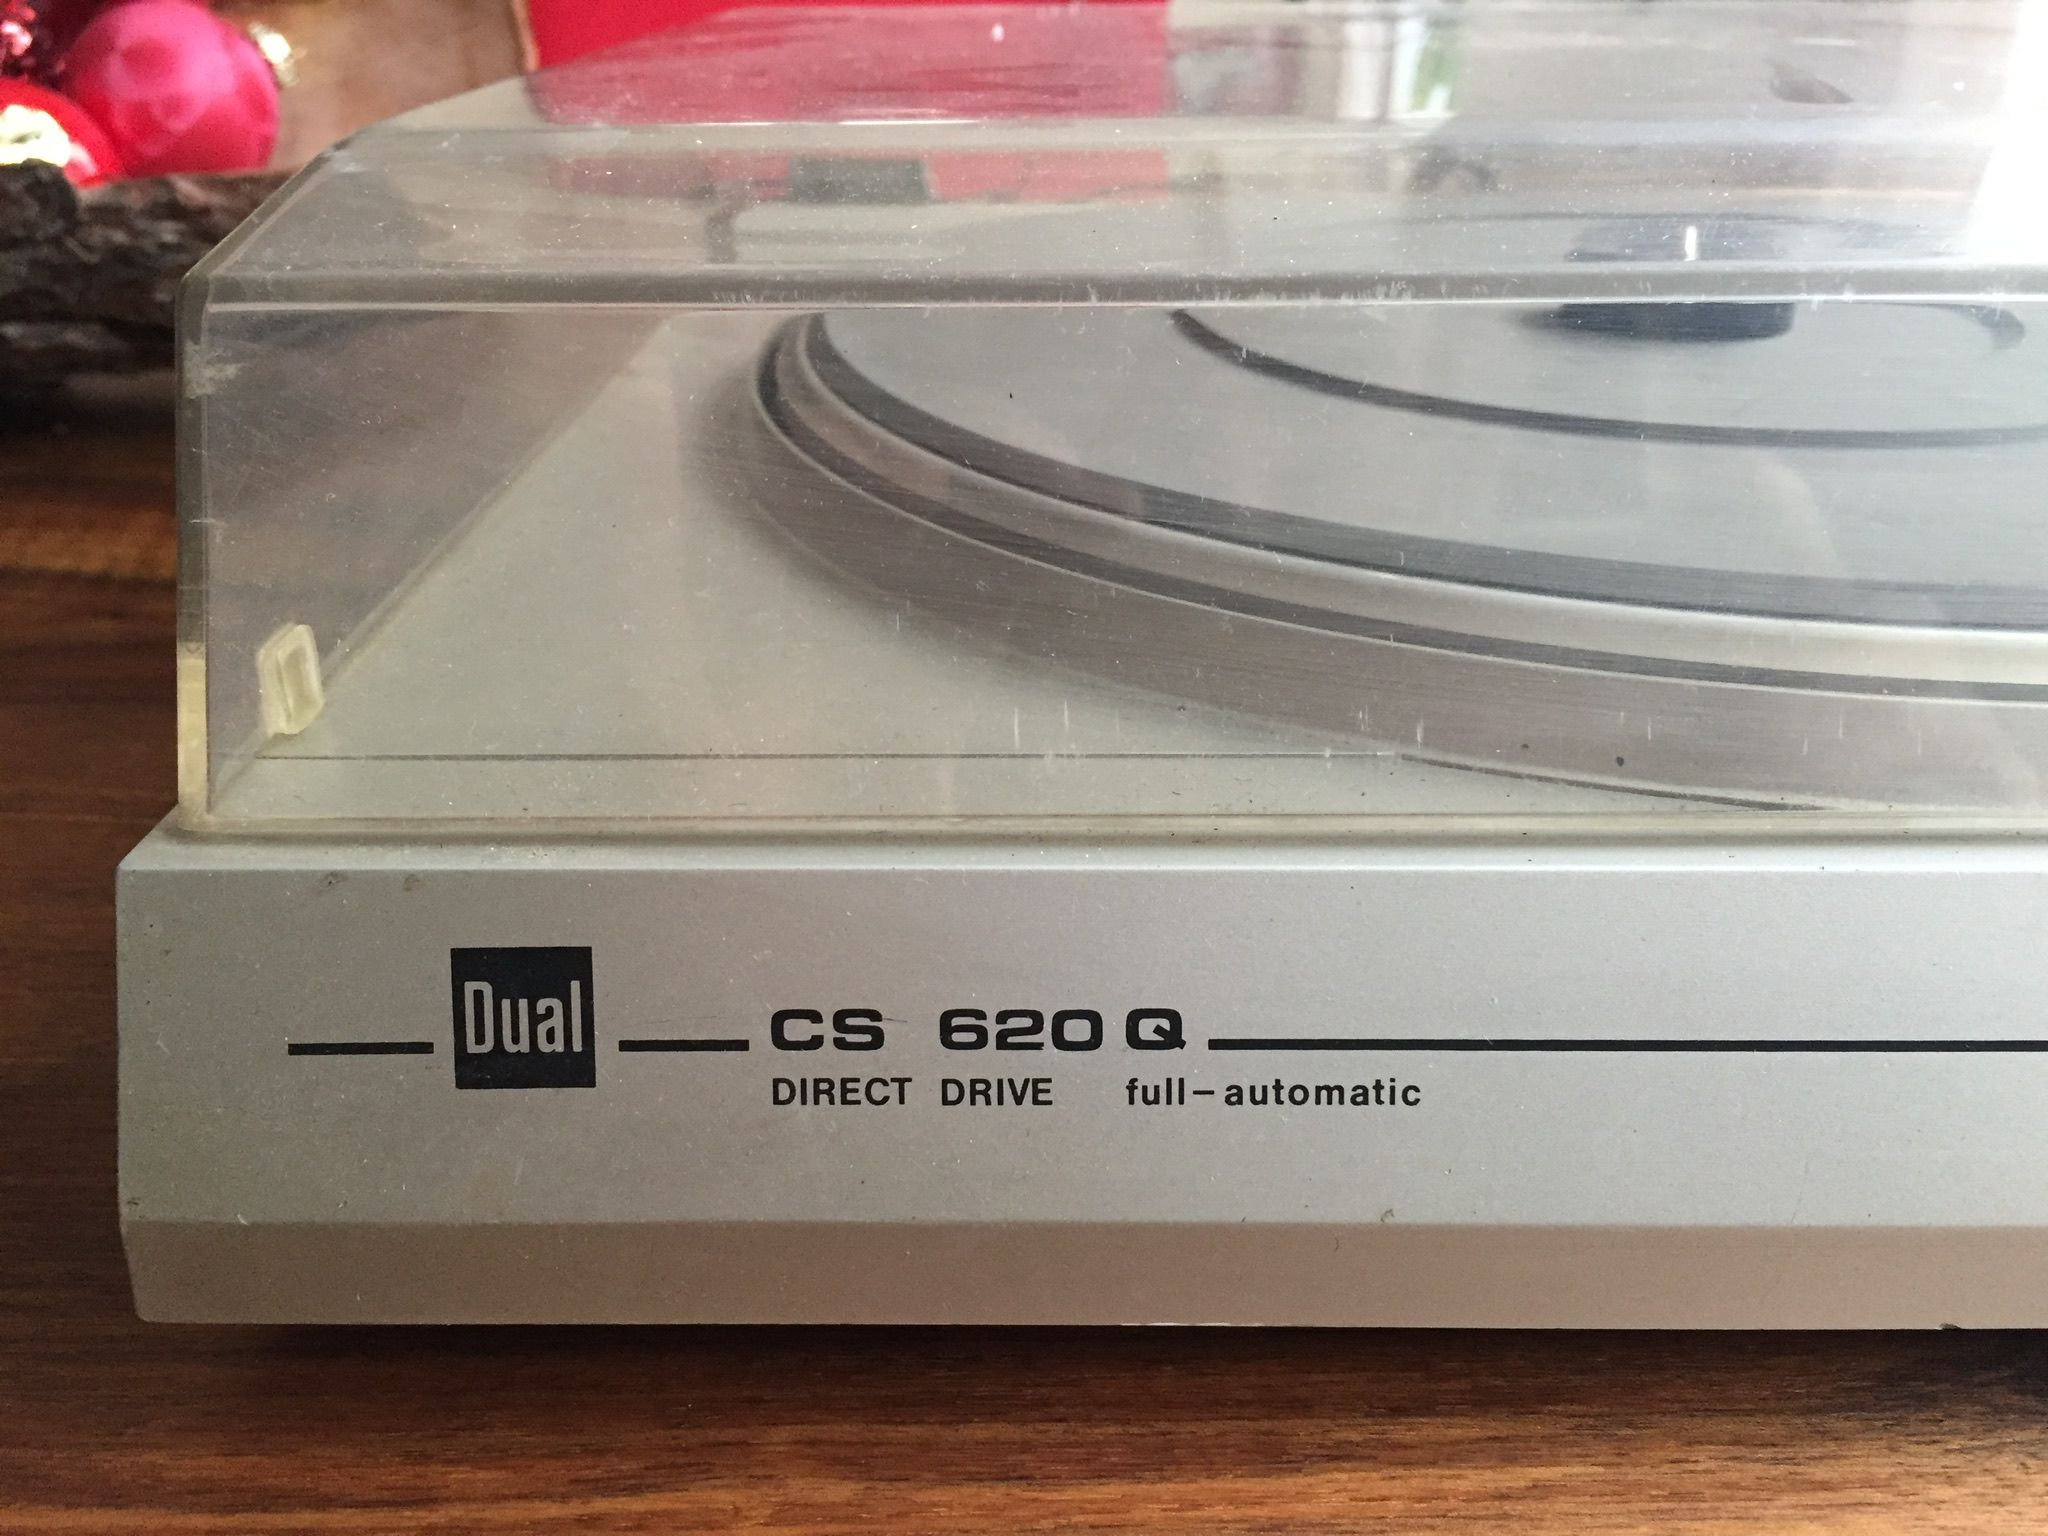 Dual CS 620 Q
DIRECT DRIVE full-automatic